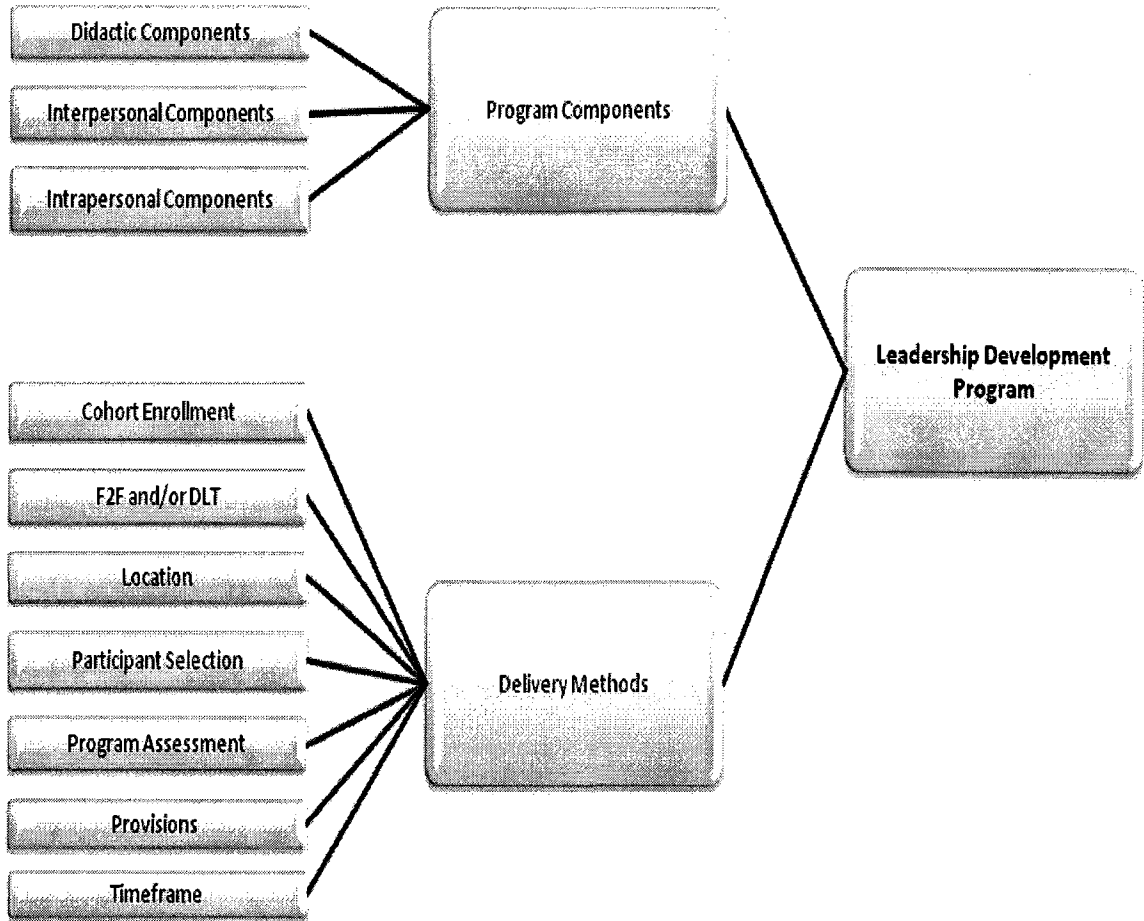 Didactic Components
Interpersonal Components
Intrapersonal Components
Program Components
Leadership Development
Program
Cohort Enrollment
F2F and/or DLT
Location
Participant Selection
Program Assessment
Provisions
Timeframe
Delivery Methods